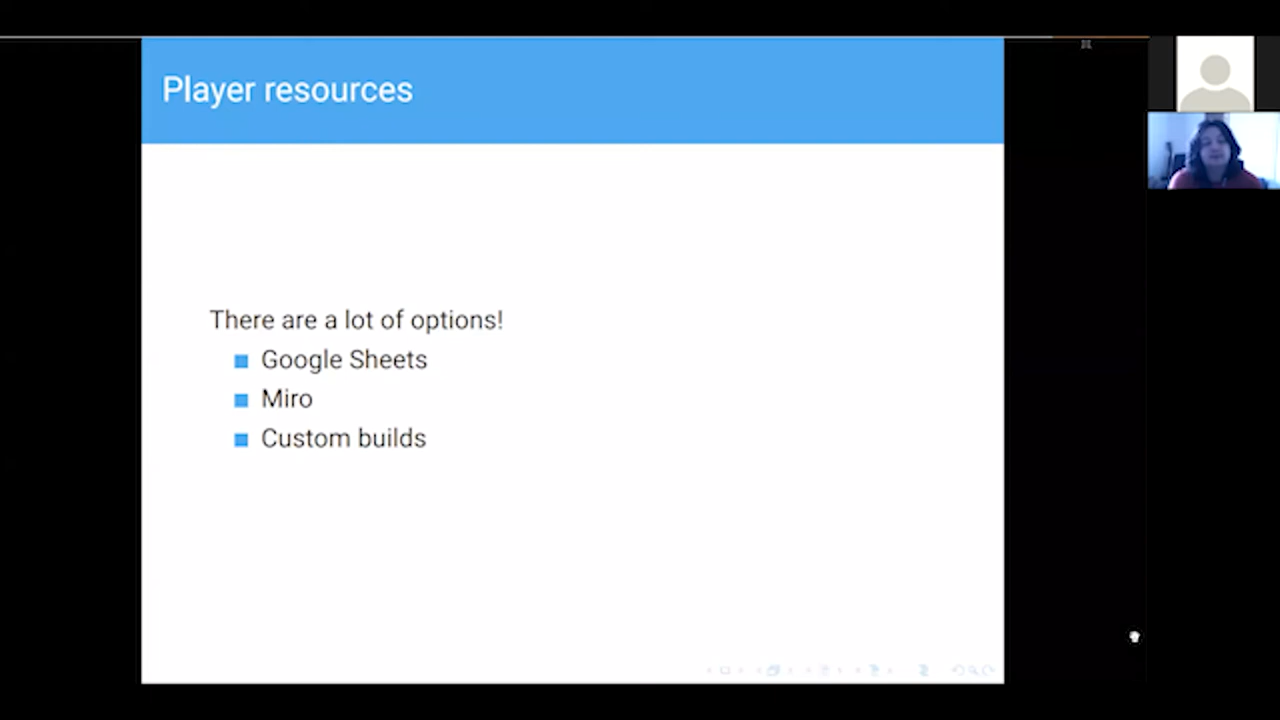 Player resources
There are a lot of options!
Google Sheets
Miro
Custom builds